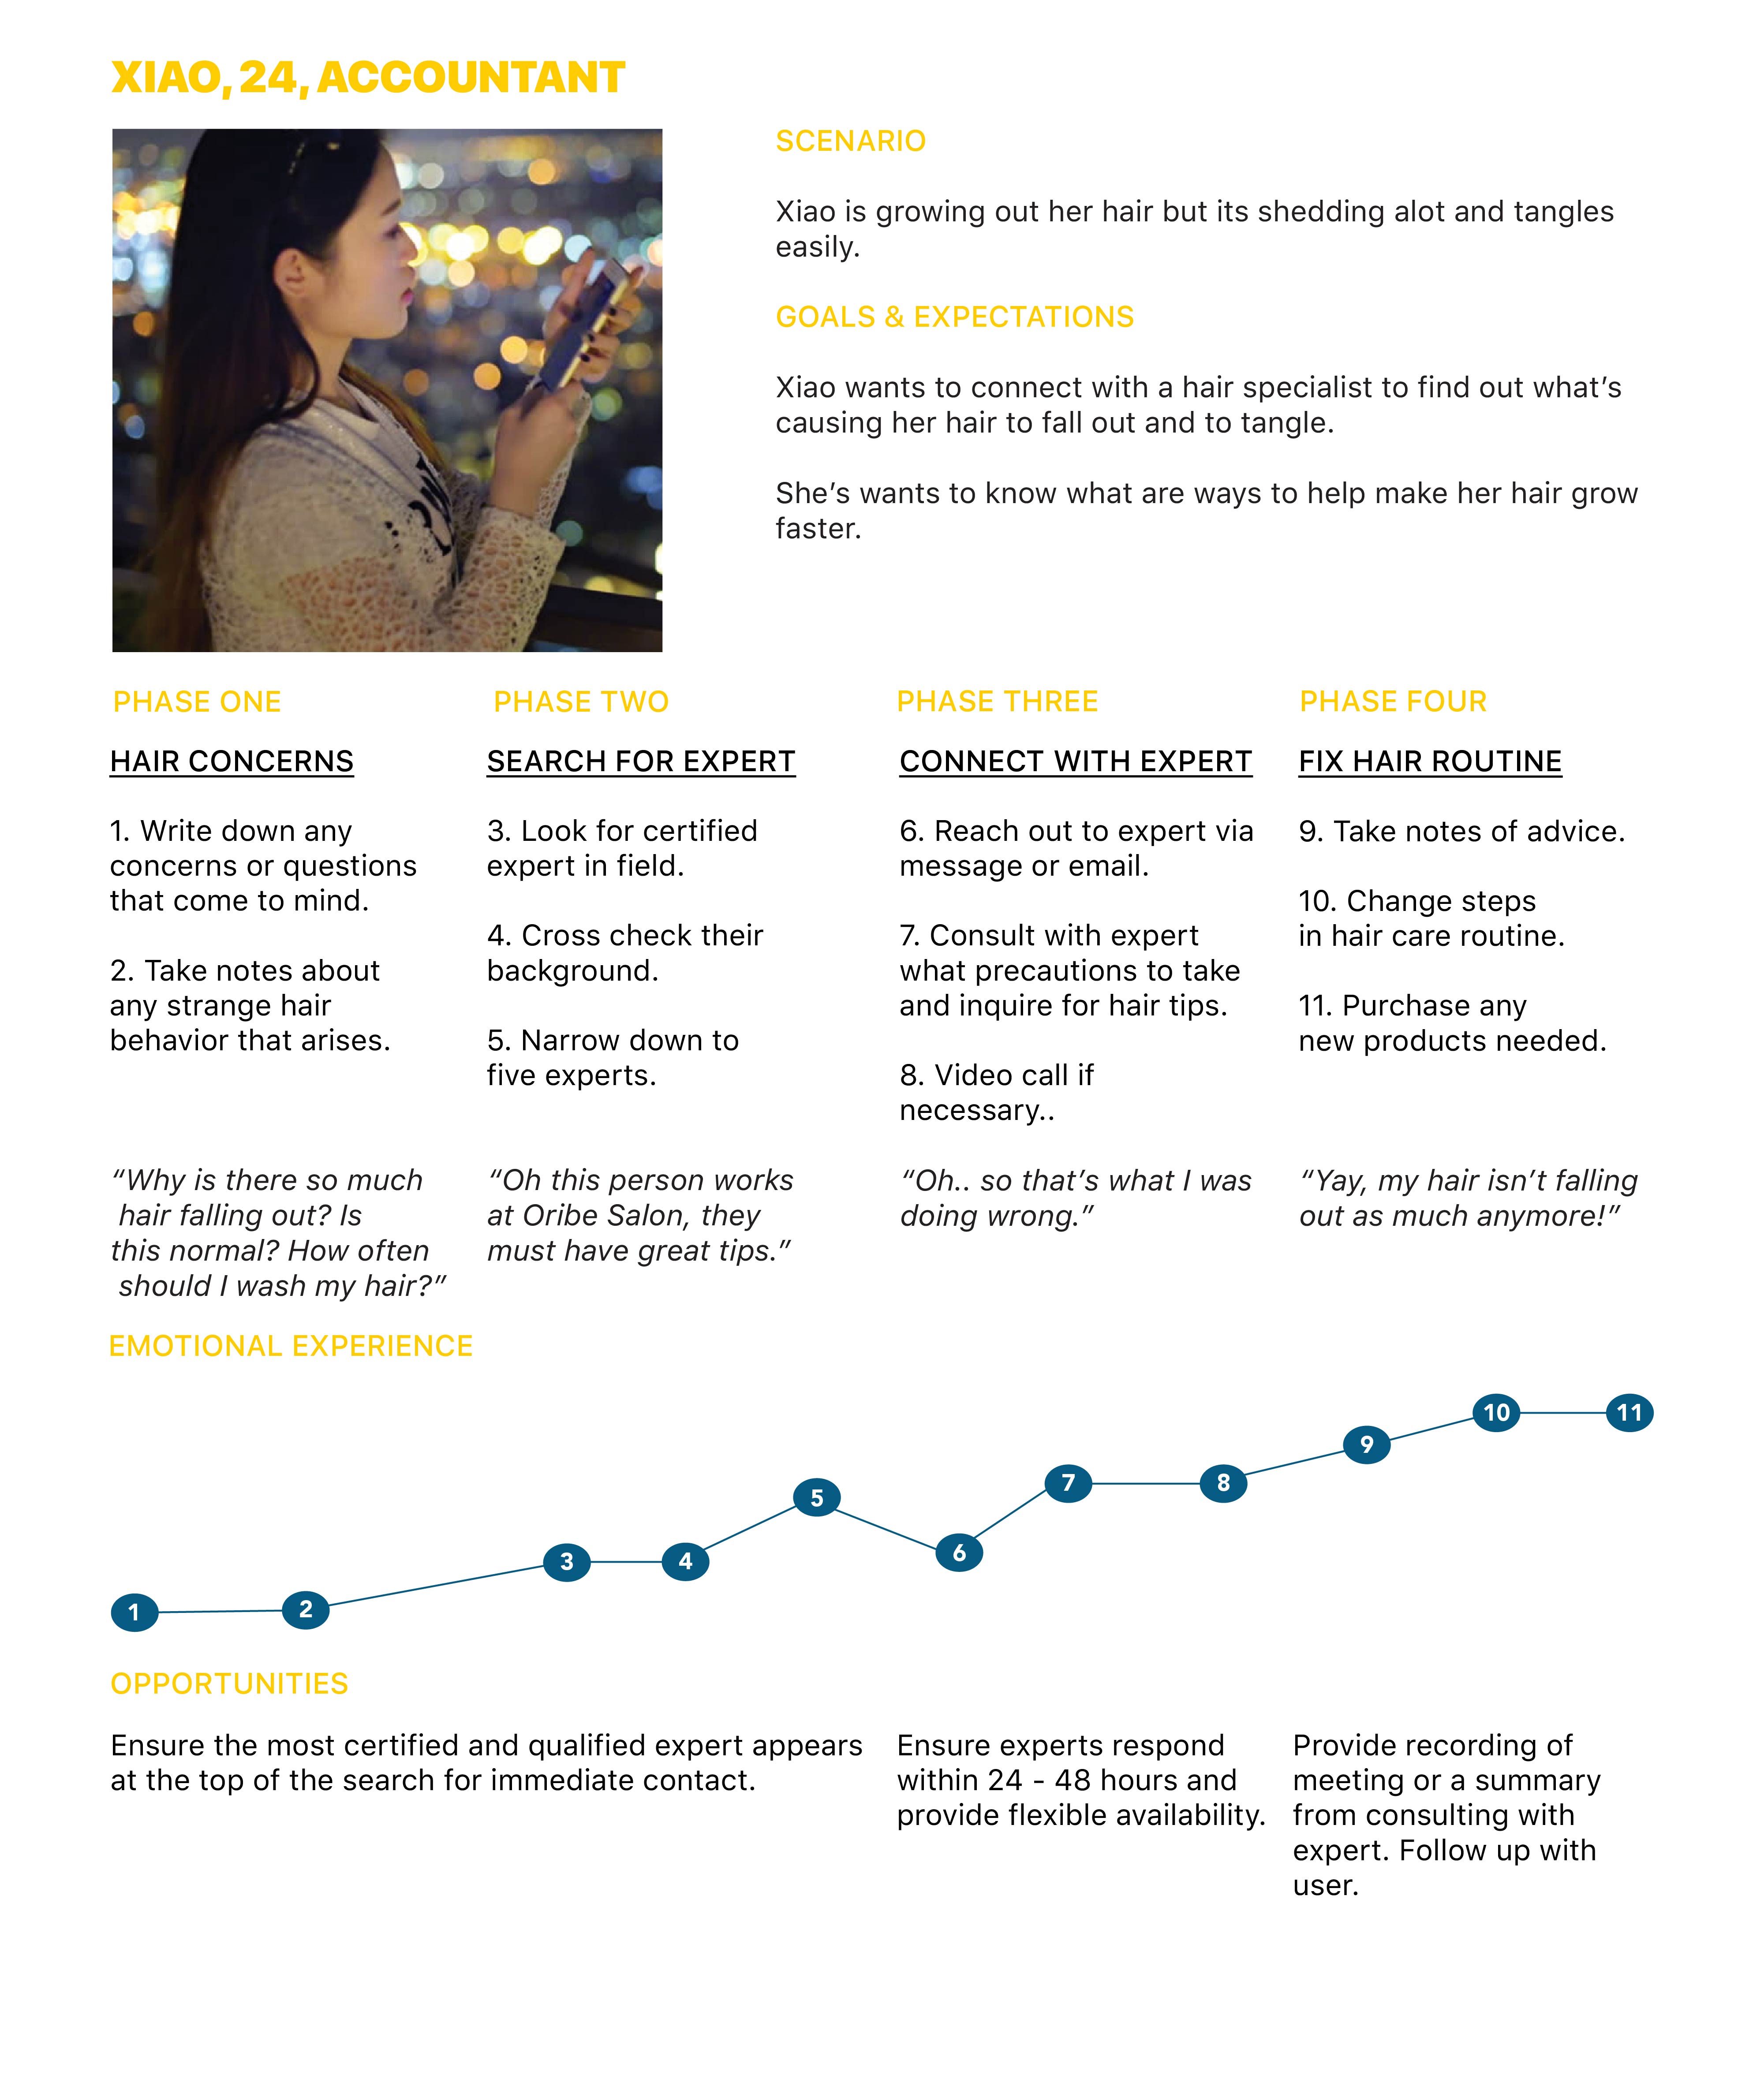 XIAO, 24, ACCOUNTANT
SCENARIO
Xiao is growing out her hair but its shedding alot and tangles
easily.
GOALS & EXPECTATIONS
Xiao wants to connect with a hair specialist to find out what’s
causing her hair to fall out and to tangle.
She’s wants to know what are ways to help make her hair grow
faster.
PHASE ONE
HAIR CONCERNS
1. Write down any
concerns or questions
that come to mind.
2. Take notes about
any strange hair
behavior that arises.
“Why is there so much
hair falling out? Is
this normal? How often
should I wash my hair?”
PHASE TWO
SEARCH FOR EXPERT
3. Look for certified
expert in field.
4. Cross check their
background.
5. Narrow down to
five experts.
“Oh this person works
at Oribe Salon, they
must have great tips.”
PHASE THREE
CONNECT WITH EXPERT
6. Reach out to expert via
message or email.
7. Consult with expert
what precautions to take
and inquire for hair tips.
8. Video call if
necessary..
“Oh.. so that’s what I was
doing wrong.”
PHASE FOUR
FIX HAIR ROUTINE
9. Take notes of advice.
10. Change steps
in hair care routine.
11. Purchase any
new products needed.
“Yay, my hair isn’t falling
out as much anymore!”
EMOTIONAL EXPERIENCE
1
2
3
4
5
6
7
8
9
10
11
OPPORTUNITIES
Ensure the most certified and qualified expert appears
at the top of the search for immediate contact.
Ensure experts respond
within 24 - 48 hours and
provide flexible availability.
Provide recording of
meeting or a summary
from consulting with
expert. Follow up with
user.